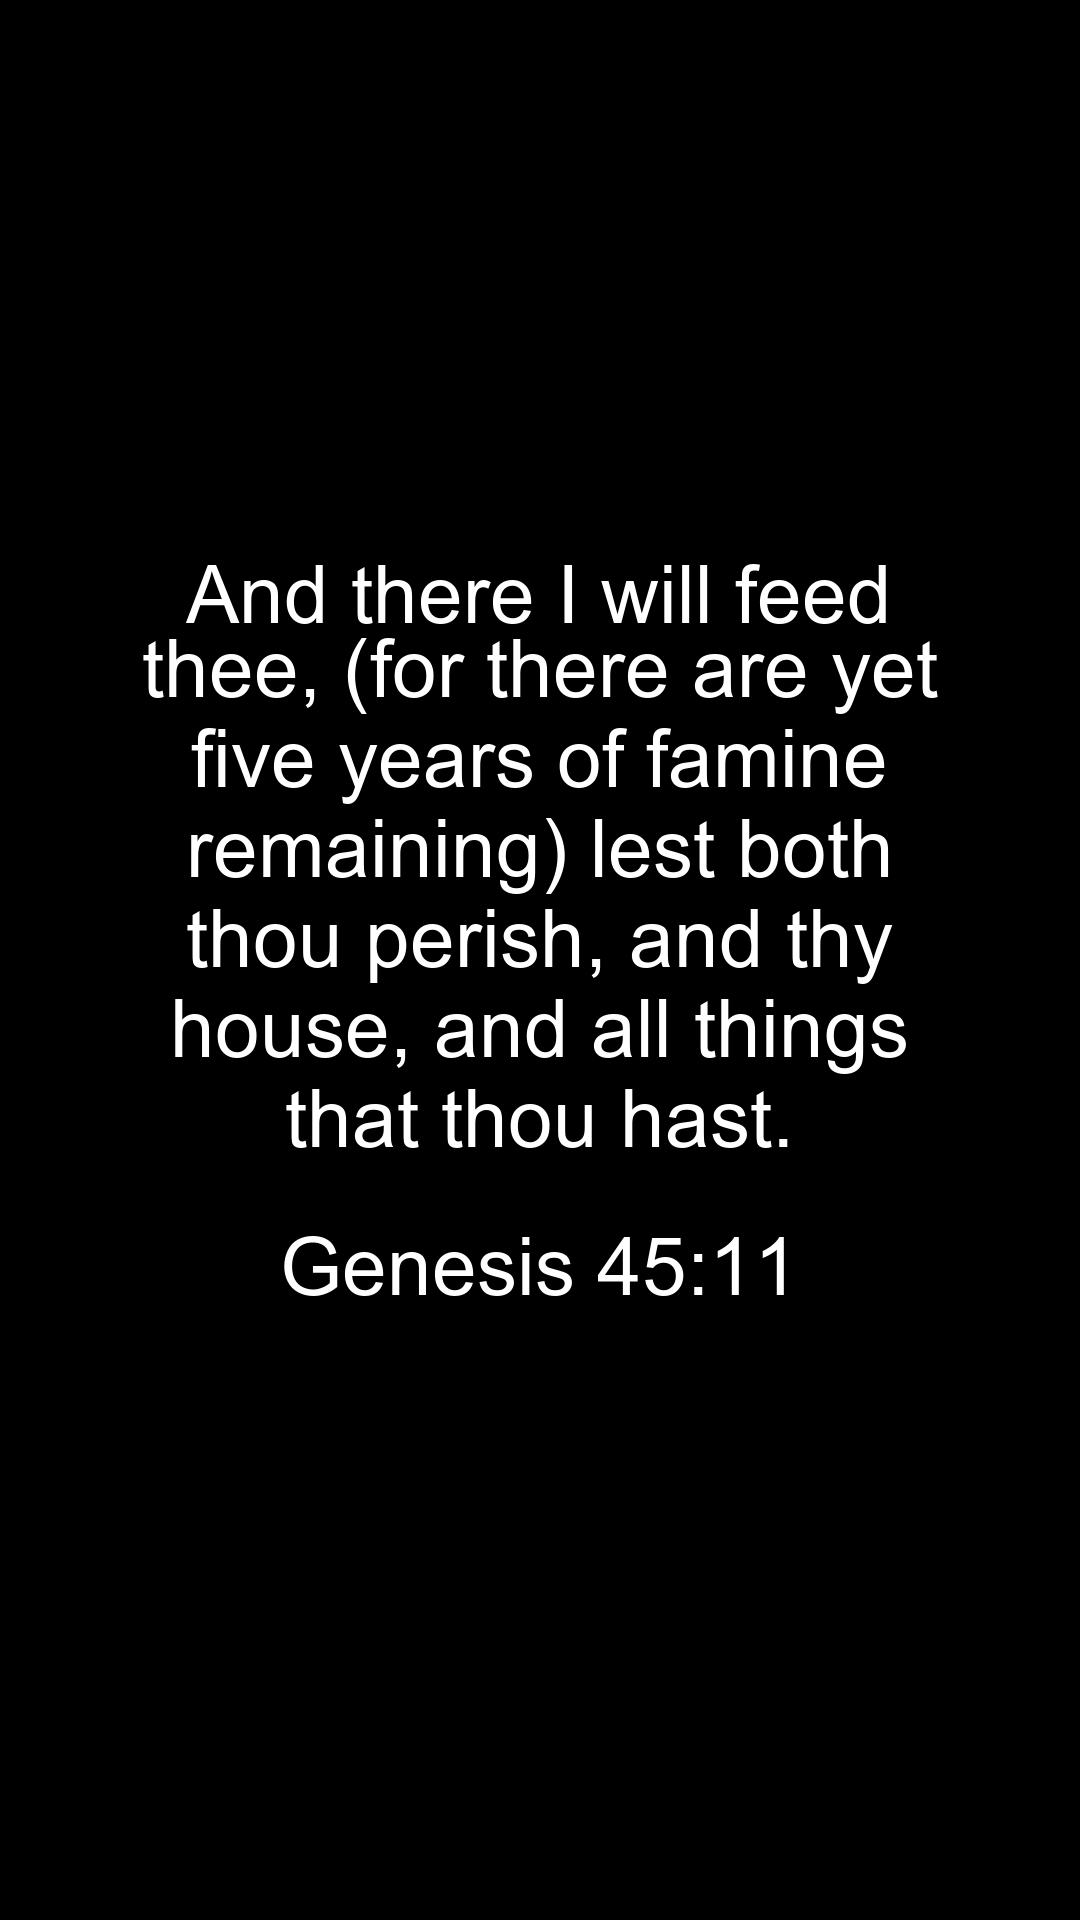 And there I will feed
thee, (for there are yet
five years of famine
remaining) lest both
thou perish, and thy
house, and all things
that thou hast.
Genesis 45:11